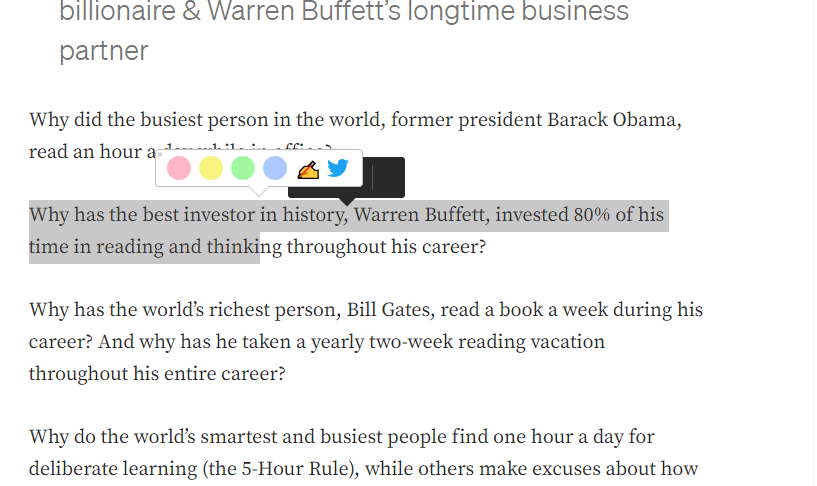 billionaire & Warren Buffett’s longtime business
partner
Why did the busiest person in the world, former president Barack Obama,
read an hour a day while in office?
Why has the best investor in history, Warren Buffett, invested 80% of his
time in reading and thinking throughout his career?
Why has the world’s richest person, Bill Gates, read a book a week during his
career? And why has he taken a yearly two-week reading vacation
throughout his entire career?
Why do the world’s smartest and busiest people find one hour a day for
deliberate learning (the 5-Hour Rule), while others make excuses about how